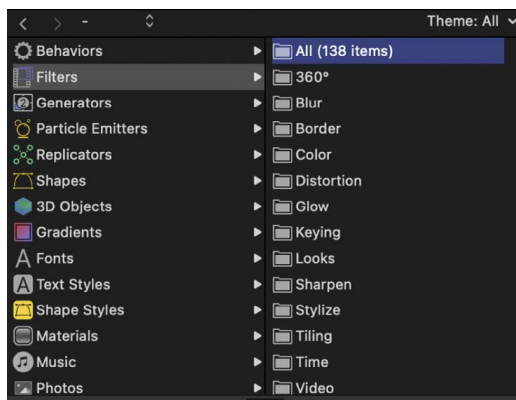 Theme: All
Behaviors
Filters
Generators
Particle Emitters
Replicators
Shapes
3D Objects
Gradients
Fonts
Text Styles
Shape Styles
Materials
Music
Photos
All (138 items)
360°
Blur
Border
Color
Distortion
Glow
Keying
Looks
Sharpen
Stylize
Tiling
Time
Video